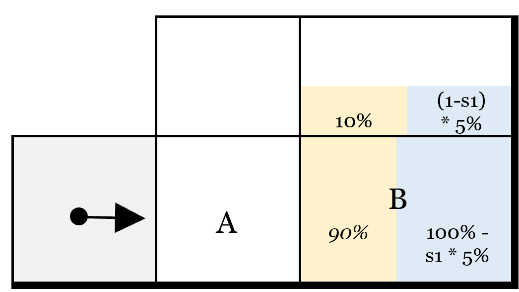 (1-s1)
* 5%
10%
A
B
90%
100% -
s1 * 5%